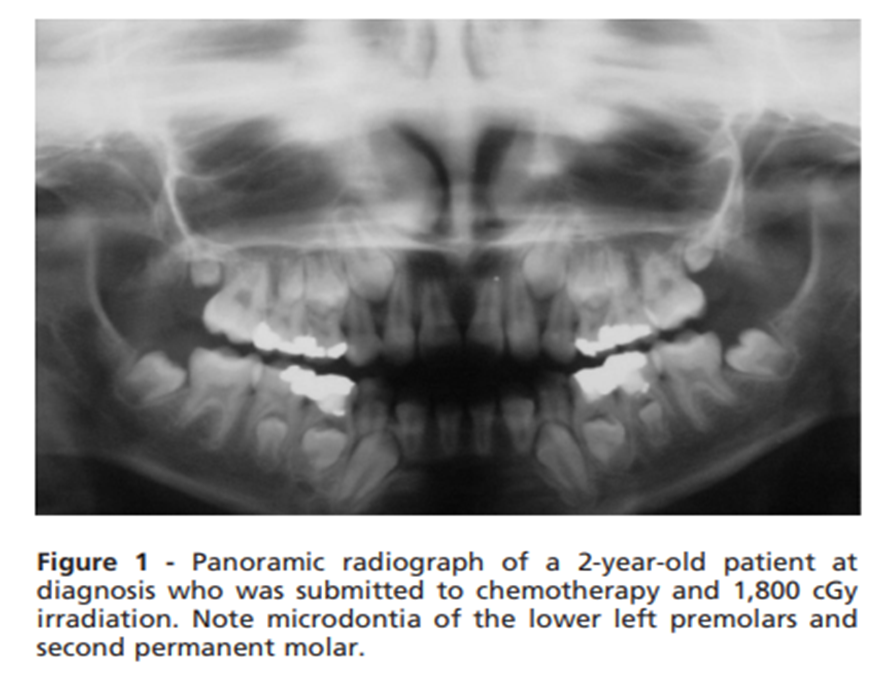 Figure 1 - Panoramic radiograph of a 2-year-old patient at
diagnosis who was submitted to chemotherapy and 1,800 cGy
irradiation. Note microdontia of the lower left premolars and
second permanent molar.